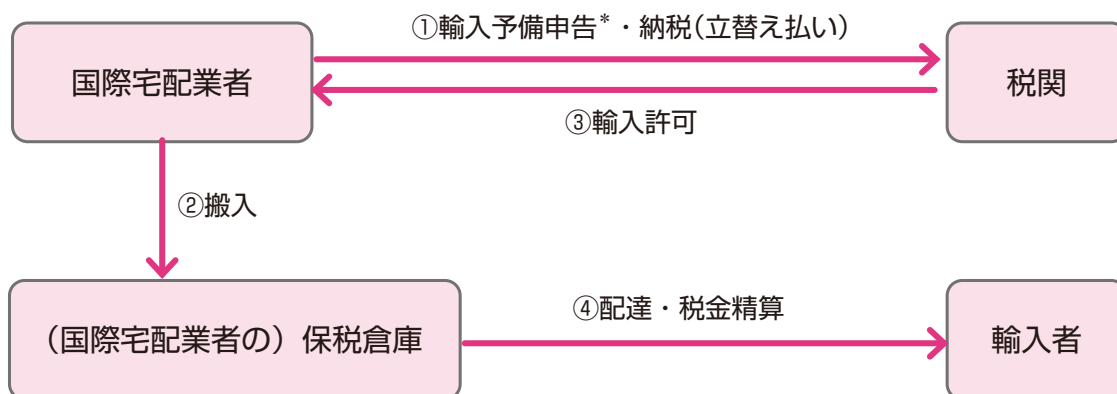 ①輸入予備申告*・納税(立替え払い)
国際宅配業者
税関
③輸入許可
②搬入
④配達・税金精算
(国際宅配業者の)保税倉庫
輸入者